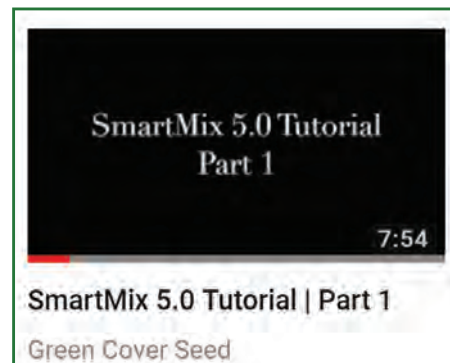 SmartMix 5.0 Tutorial
Part 1
7:54
SmartMix 5.0 Tutorial | Part 1
Green Cover Seed